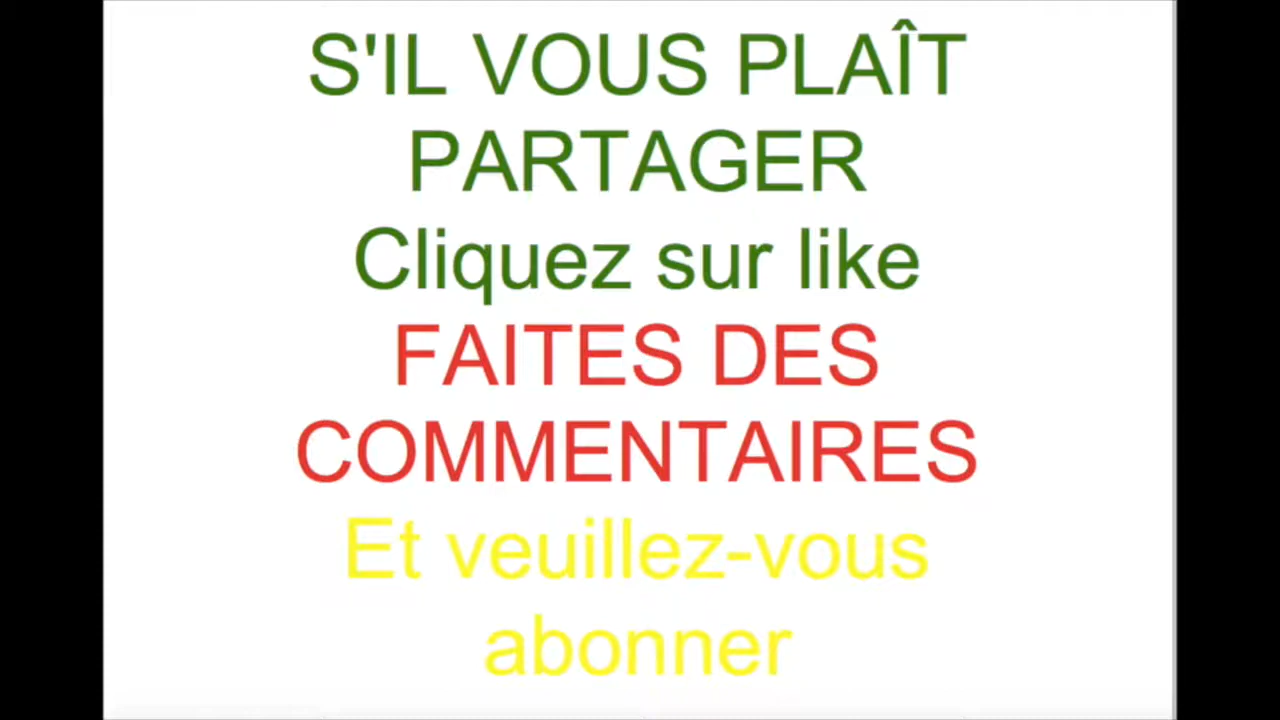 S'IL VOUS PLAÎT
PARTAGER
Cliquez sur like
FAITES DES
COMMENTAIRES
Et veuillez-vous
abonner